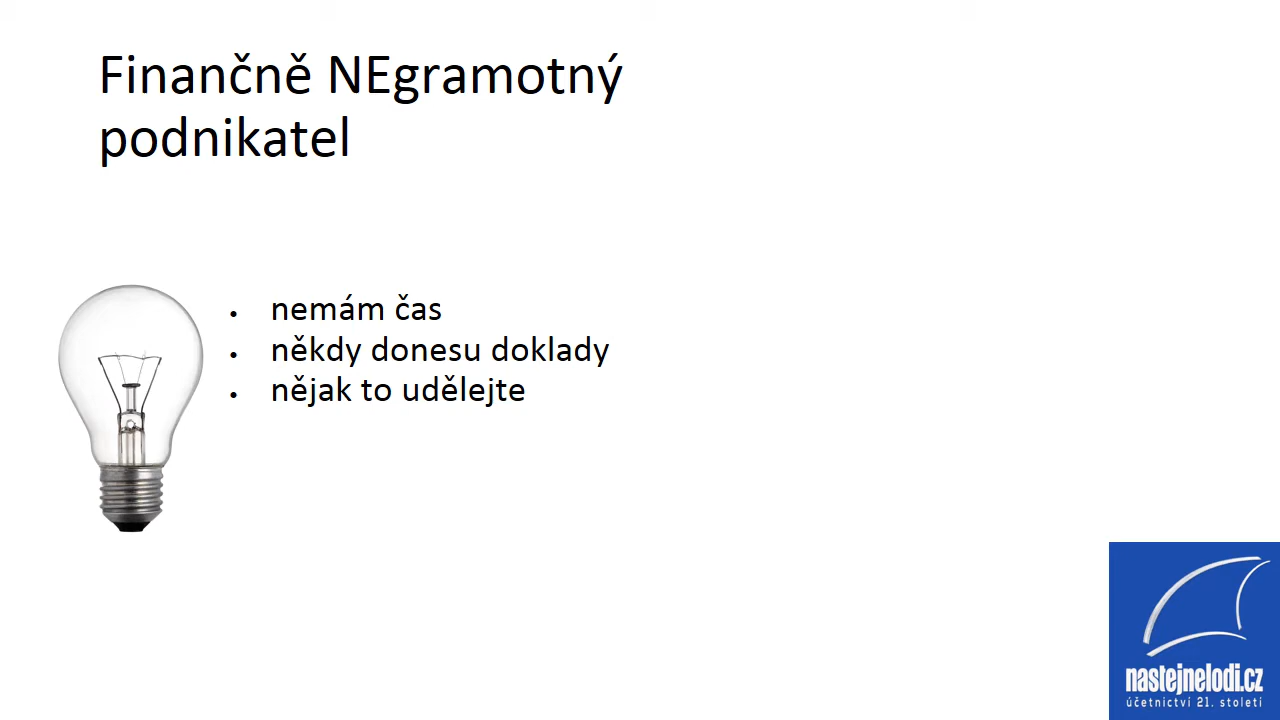 Finančně NEgramotný
podnikatel
• nemám čas
• někdy donesu doklady
• nějak to udělejte
nastejnelodi.cz
účetnictví 21. století